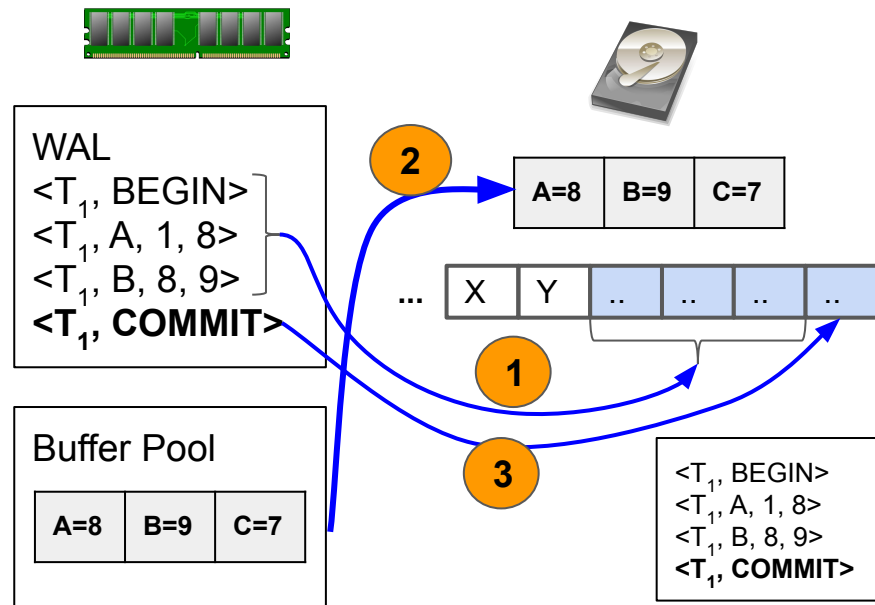 WAL
<T₁, BEGIN>
<T₁, A, 1, 8>
<T₁, B, 8, 9>
<T₁, COMMIT>
2
A=8 B=9 C=7
... X Y .. .. .. ..
1
3
Buffer Pool
A=8 B=9 C=7
<T₁, BEGIN>
<T₁, A, 1, 8>
<T₁, B, 8, 9>
<T₁, COMMIT>